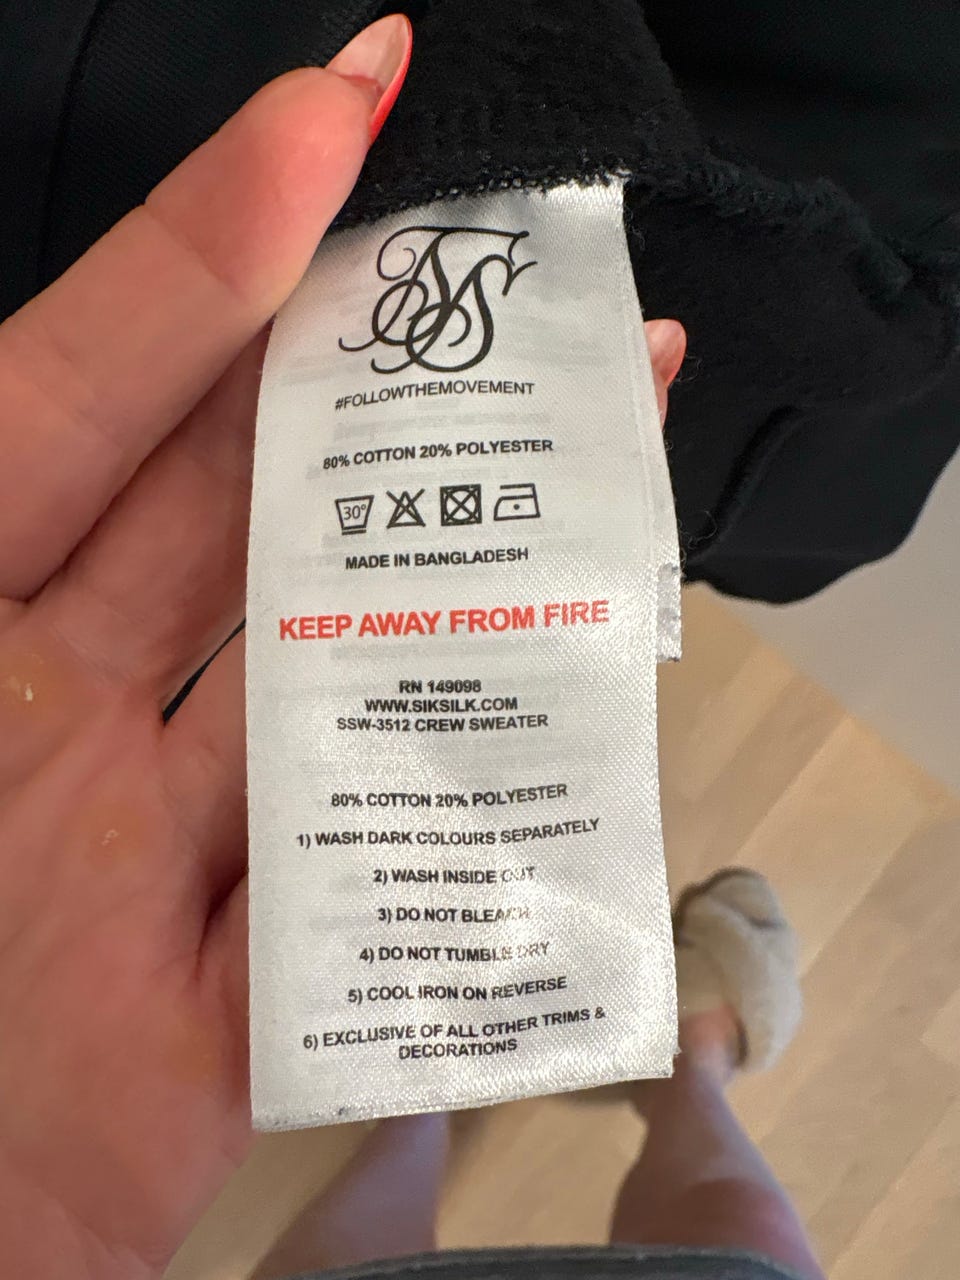 SS
#FOLLOWTHEMOVEMENT
80% COTTON 20% POLYESTER
30°
MADE IN BANGLADESH
KEEP AWAY FROM FIRE
RN 149098
WWW.SIKSILK.COM
SSW-3512 CREW SWEATER
80% COTTON 20% POLYESTER
1) WASH DARK COLOURS SEPARATELY
2) WASH INSIDE OUT
3) DO NOT BLEACH
4) DO NOT TUMBLE DRY
5) COOL IRON ON REVERSE
6) EXCLUSIVE OF ALL OTHER TRIMS &
DECORATIONS